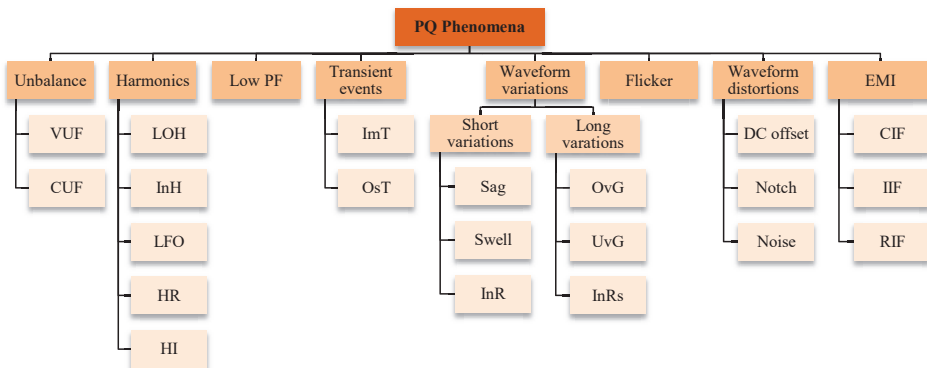 PQ Phenomena
Unbalance
Harmonics
Low PF
Transient
events
Waveform
variations
Flicker
Waveform
distortions
EMI
VUF
CUF
LOH
InH
LFO
HR
HI
ImT
OsT
Short
variations
Long
varations
Sag
Swell
InR
OvG
UvG
InRs
DC offset
Notch
Noise
CIF
IIF
RIF